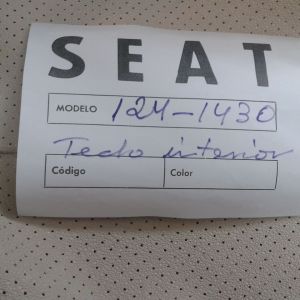 SEAT
MODELO 124-1430
Techo interior
Código Color